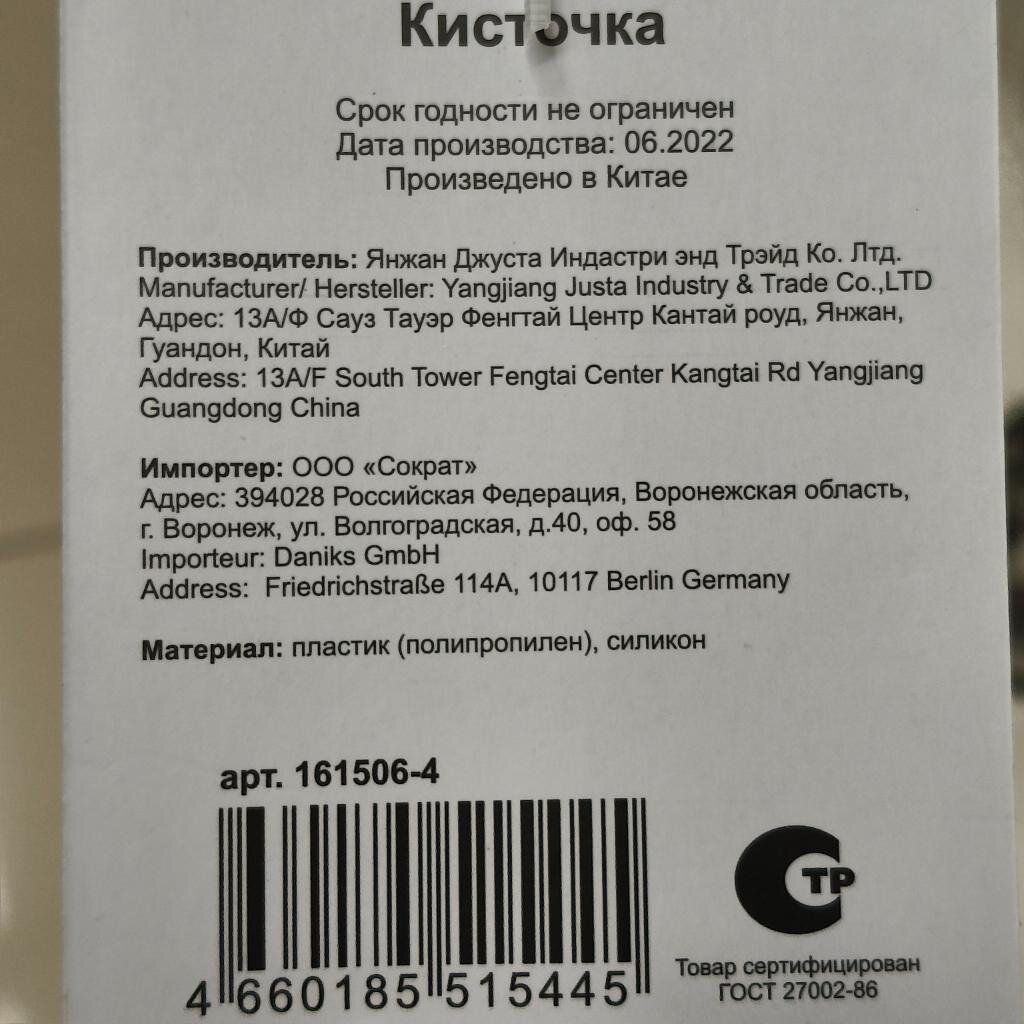 Кисточка
Срок годности не ограничен
Дата производства: 06.2022
Произведено в Китае
Производитель: Янжан Джуста Индастри энд Трэйд Ко. Лтд.
Manufacturer/ Hersteller: Yangjiang Justa Industry & Trade Co.,LTD
Адрес: 13А/Ф Сауз Тауэр Фенгтай Центр Кантай роуд, Янжан,
Гуандон, Китай
Address: 13A/F South Tower Fengtai Center Kangtai Rd Yangjiang
Guangdong China
Импортер: ООО «Сократ»
Адрес: 394028 Российская Федерация, Воронежская область,
г. Воронеж, ул. Волгоградская, д.40, оф. 58
Importeur: Daniks GmbH
Address:  Friedrichstraße 114A, 10117 Berlin Germany
Материал: пластик (полипропилен), силикон
арт. 161506-4
4 660185 515445
ТР
Товар сертифицирован
ГОСТ 27002-86